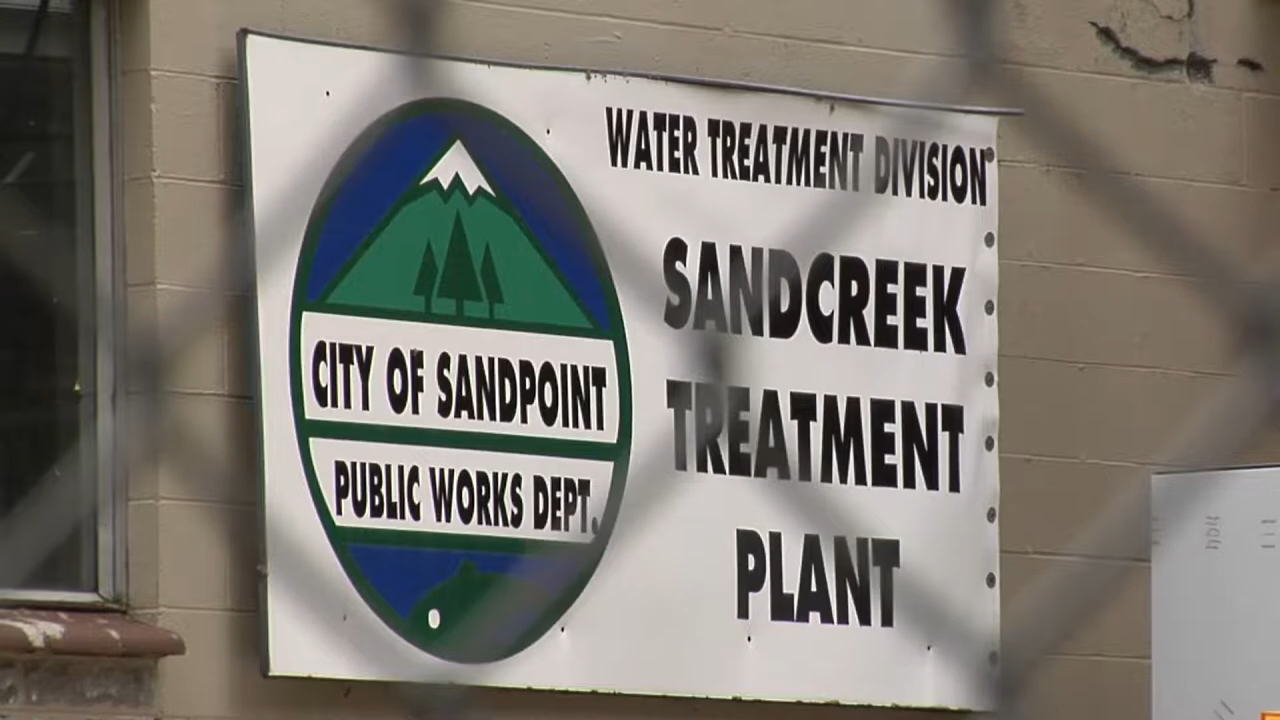 WATER TREATMENT DIVISION
SANDCREEK
TREATMENT
PLANT
CITY OF SANDPOINT
PUBLIC WORKS DEPT.